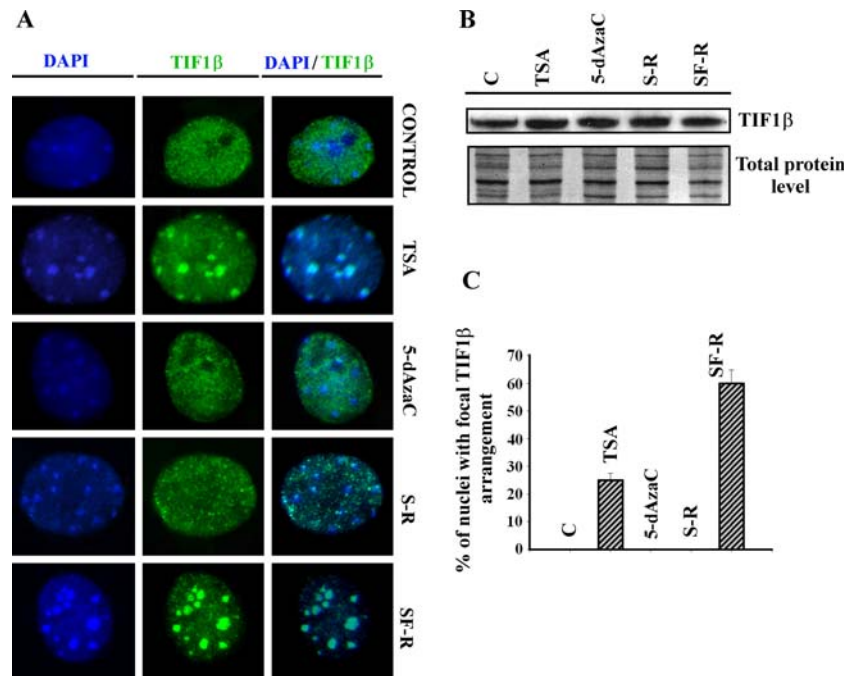 A
DAPI
TIF1β
DAPI/TIF1β
CONTROL
TSA
5-dAzaC
S-R
SF-R
B
C
TSA
5-dAzaC
S-R
SF-R
TIF1β
Total protein
level
C
% of nuclei with focal TIF1β
arrangement
70
60
50
40
30
20
10
0
C
TSA
5-dAzaC
S-R
SF-R